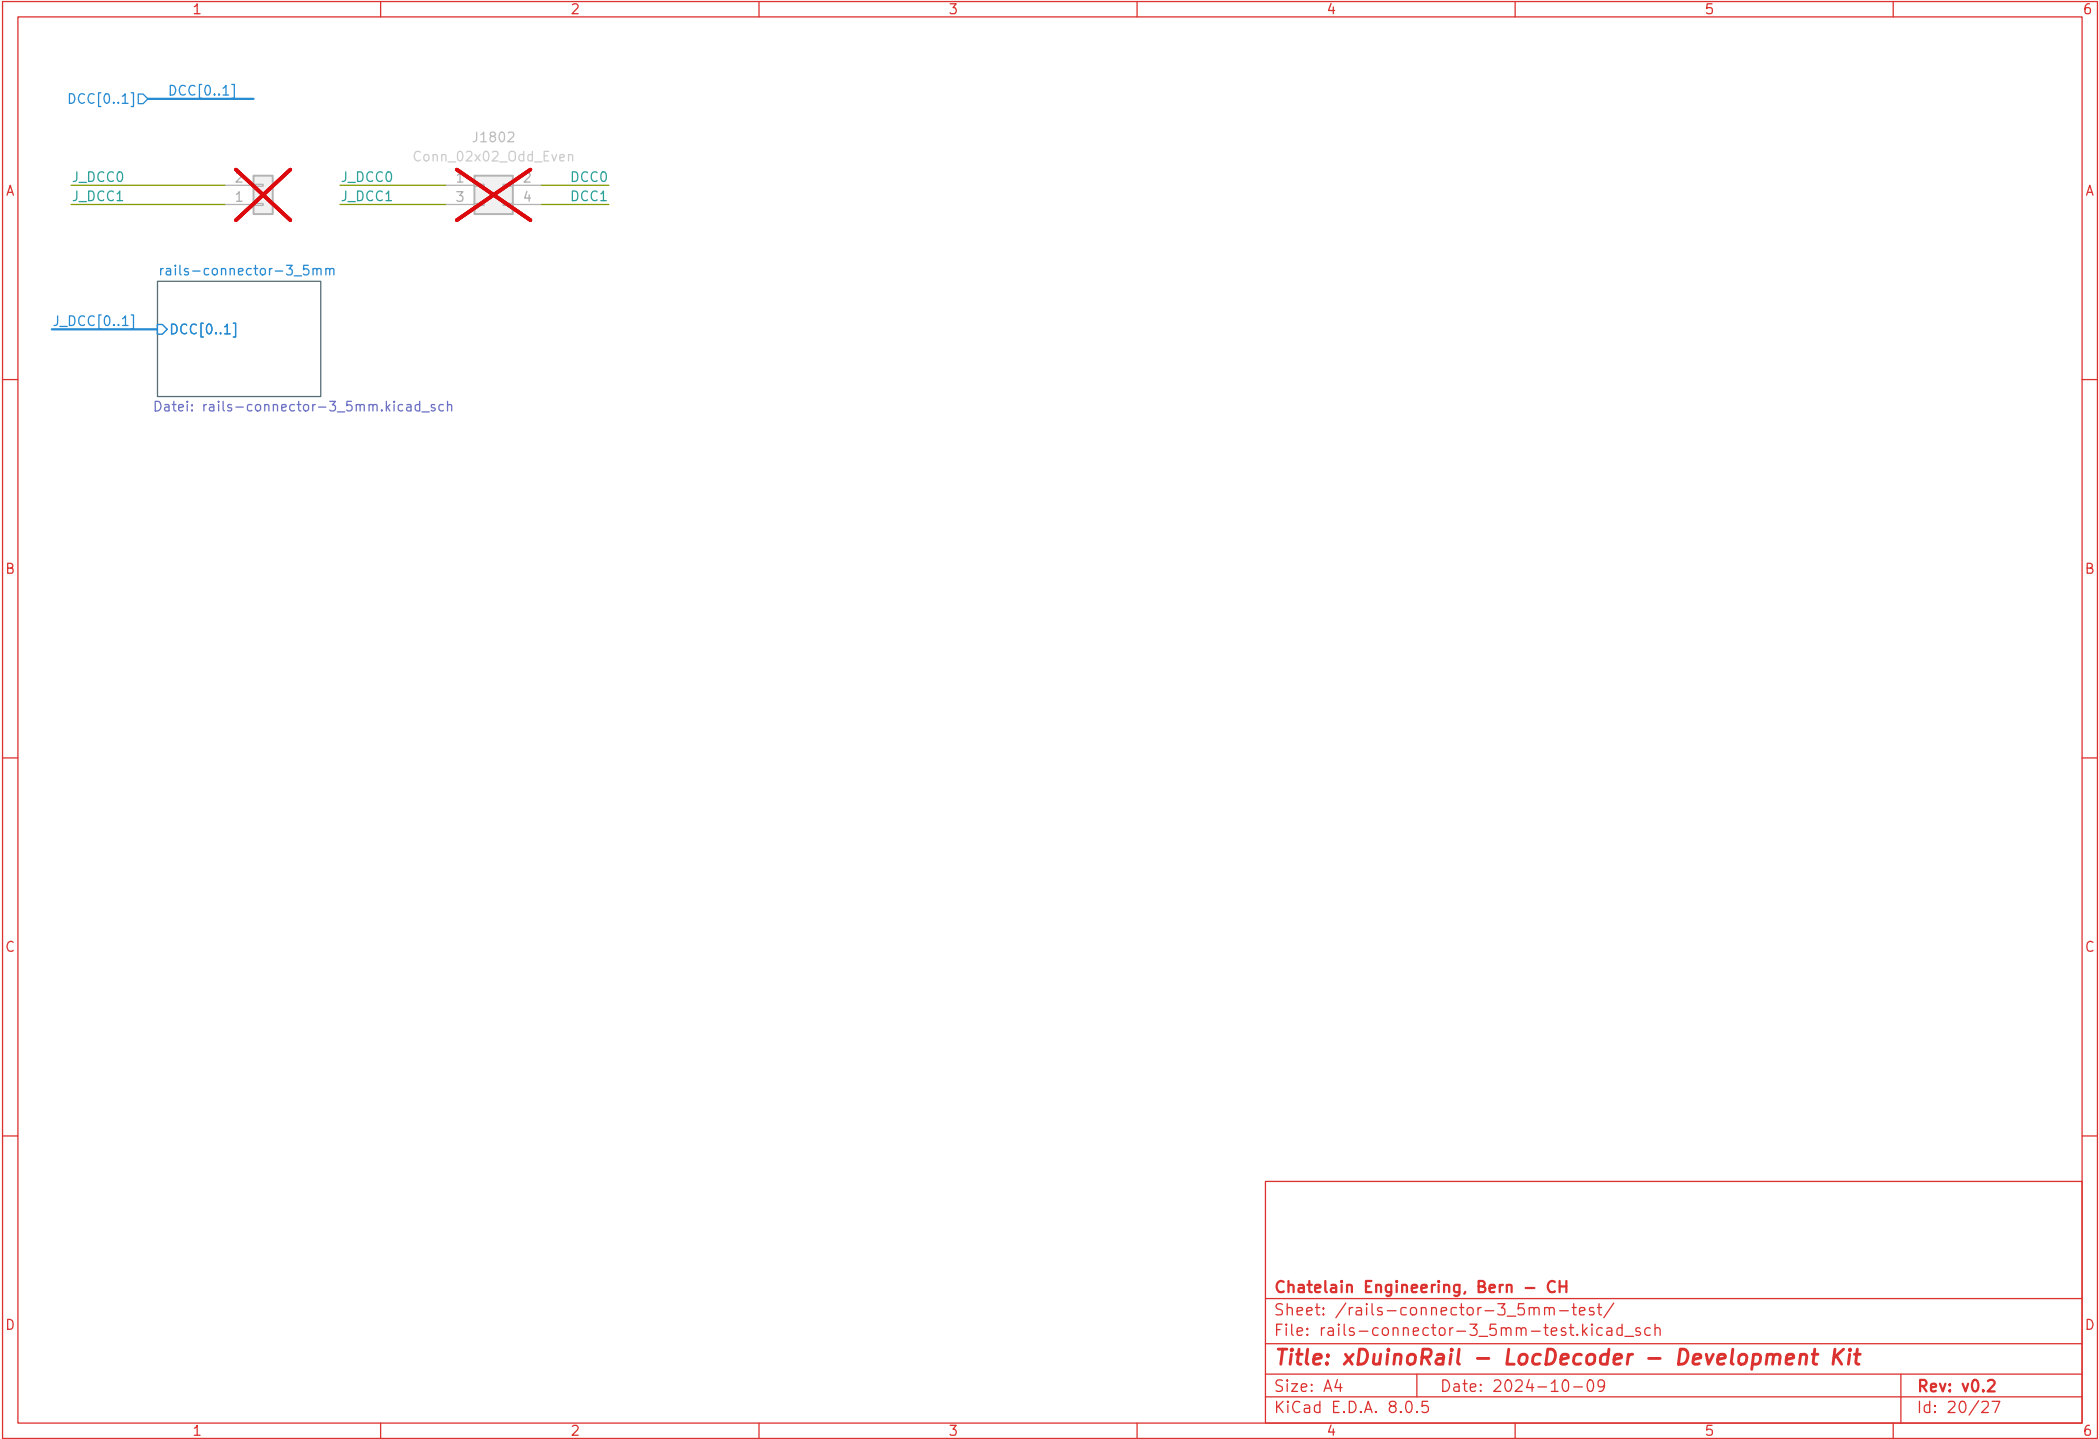 1 2 3 4 5 6
DCC[0..1] DCC[0..1]
J1802
Conn_02x02_Odd_Even
J_DCC0 2 J_DCC0 1 2 DCC0
A J_DCC1 1 J_DCC1 3 4 DCC1 A
rails-connector-3_5mm
J_DCC[0..1] DCC[0..1]
Datei: rails-connector-3_5mm.kicad_sch
B B
C C
Chatelain Engineering, Bern - CH
Sheet: /rails-connector-3_5mm-test/
D File: rails-connector-3_5mm-test.kicad_sch D
Title: xDuinoRail - LocDecoder - Development Kit
Size: A4 Date: 2024-10-09 Rev: v0.2
KiCad E.D.A. 8.0.5 Id: 20/27
1 2 3 4 5 6